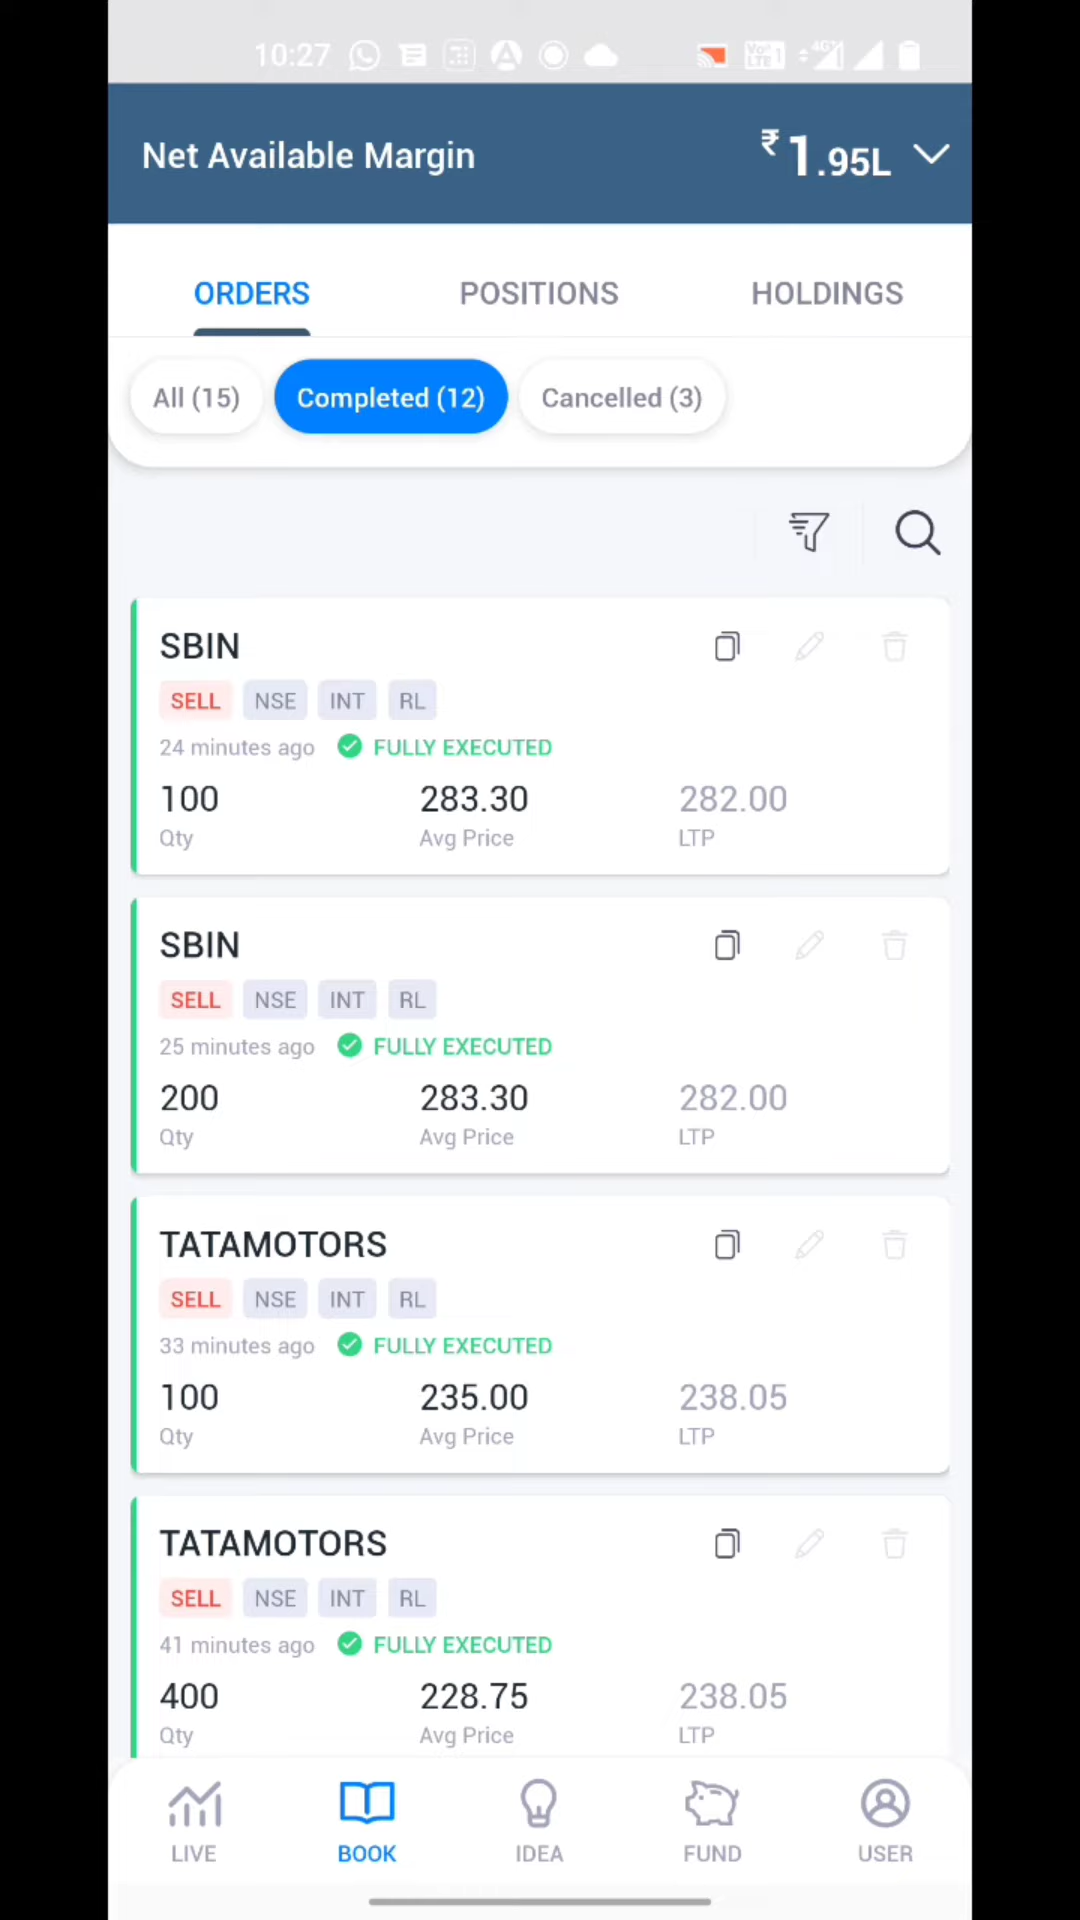 10:27
VoD LTE 1 4G
Net Available Margin ₹1.95L
ORDERS POSITIONS HOLDINGS
All (15) Completed (12) Cancelled (3)
SBIN
SELL NSE INT RL
24 minutes ago FULLY EXECUTED
100 283.30 282.00
Qty Avg Price LTP
SBIN
SELL NSE INT RL
25 minutes ago FULLY EXECUTED
200 283.30 282.00
Qty Avg Price LTP
TATAMOTORS
SELL NSE INT RL
33 minutes ago FULLY EXECUTED
100 235.00 238.05
Qty Avg Price LTP
TATAMOTORS
SELL NSE INT RL
41 minutes ago FULLY EXECUTED
400 228.75 238.05
Qty Avg Price LTP
LIVE BOOK IDEA FUND USER